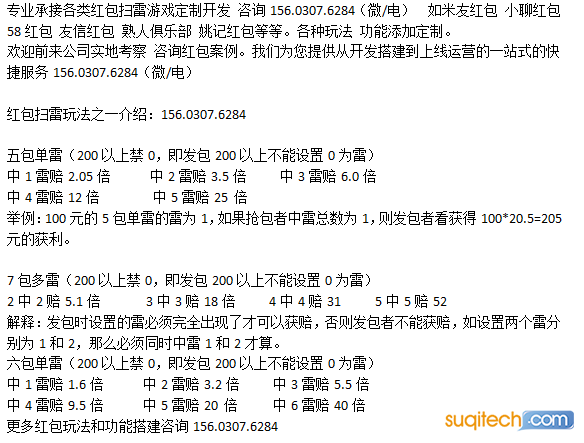 专业承接各类红包扫雷游戏定制开发 咨询 156.0307.6284（微/电） 如米友红包 小聊红包
58 红包 友信红包 熟人俱乐部 姚记红包等等。各种玩法 功能添加定制。
欢迎前来公司实地考察 咨询红包案例。我们为您提供从开发搭建到上线运营的一站式的快
捷服务 156.0307.6284（微/电）
红包扫雷玩法之一介绍：156.0307.6284
五包单雷（200 以上禁 0，即发包 200 以上不能设置 0 为雷）
中 1 雷赔 2.05 倍 中 2 雷赔 3.5 倍 中 3 雷赔 6.0 倍
中 4 雷赔 12 倍 中 5 雷赔 25 倍
举例：100 元的 5 包单雷的雷为 1，如果抢包者中雷总数为 1，则发包者看获得 100*20.5=205
元的获利。
7 包多雷（200 以上禁 0，即发包 200 以上不能设置 0 为雷）
2 中 2 赔 5.1 倍 3 中 3 赔 18 倍 4 中 4 赔 31 5 中 5 赔 52
解释：发包时设置的雷必须完全出现了才可以获赔，否则发包者不能获赔，如设置两个雷分
别为 1 和 2，那么必须同时中雷 1 和 2 才算。
六包单雷（200 以上禁 0，即发包 200 以上不能设置 0 为雷）
中 1 雷赔 1.6 倍 中 2 雷赔 3.2 倍 中 3 雷赔 5.5 倍
中 4 雷赔 9.5 倍 中 5 雷赔 20 倍 中 6 雷赔 40 倍
更多红包玩法和功能搭建咨询 156.0307.6284
suqitech.com